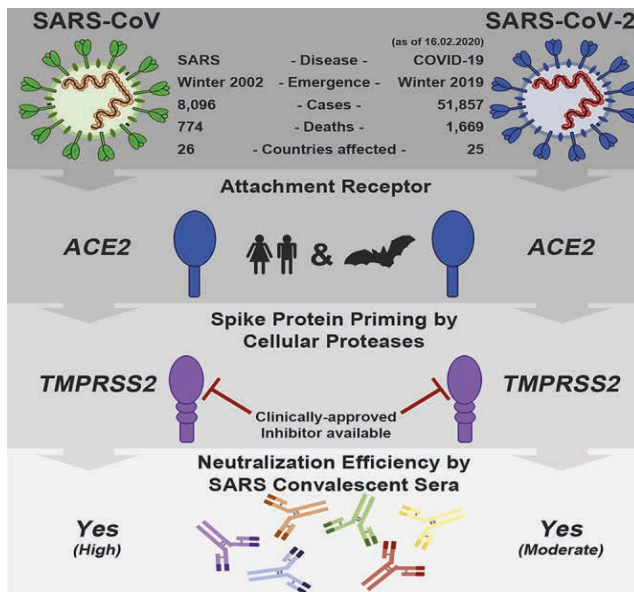 SARS-CoV
SARS-CoV-2
(as of 16.02.2020)
SARS - Disease - COVID-19
Winter 2002 - Emergence - Winter 2019
8,096 - Cases - 51,857
774 - Deaths - 1,669
26 - Countries affected - 25
Attachment Receptor
ACE2 & ACE2
Spike Protein Priming by
Cellular Proteases
TMPRSS2 TMPRSS2
Clinically-approved
Inhibitor available
Neutralization Efficiency by
SARS Convalescent Sera
Yes Yes
(High) (Moderate)